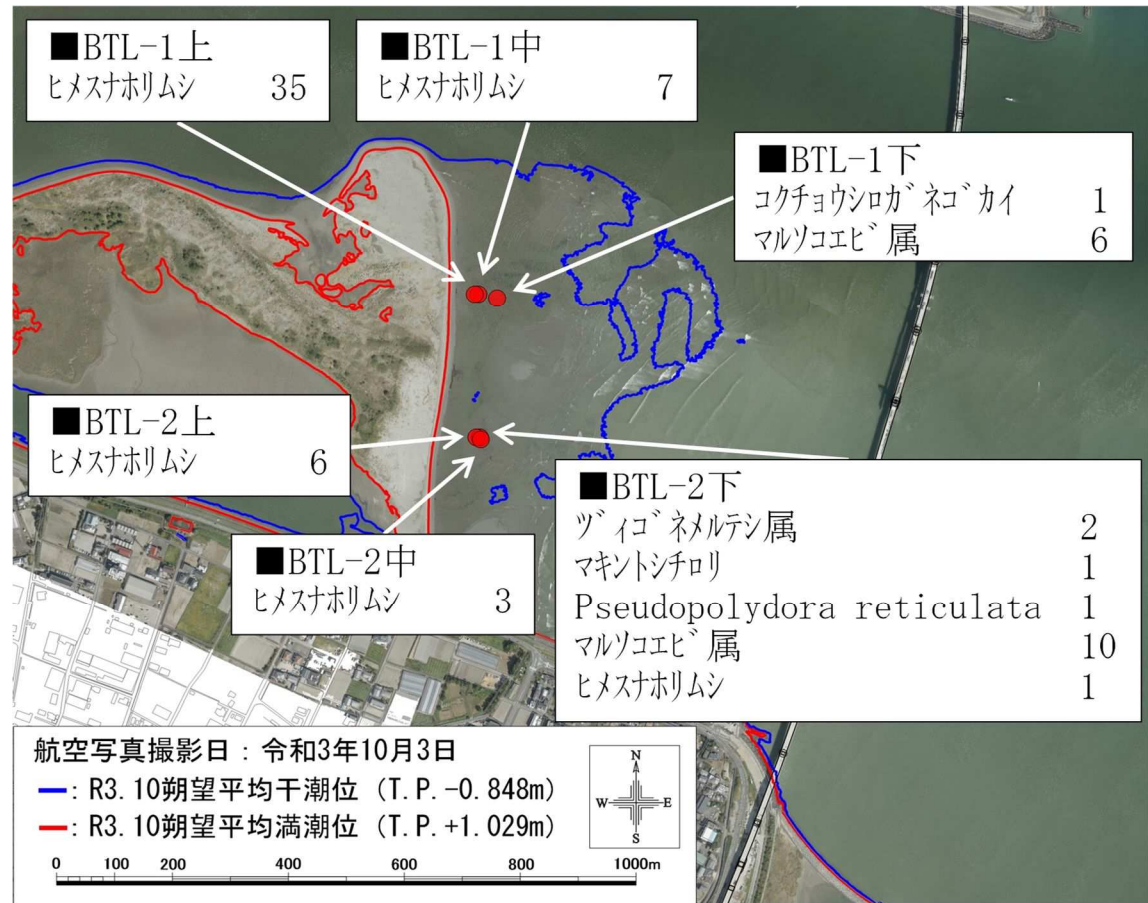 ■BTL-1上
ﾋﾒｽﾅﾎﾘﾑｼ 35
■BTL-1中
ﾋﾒｽﾅﾎﾘﾑｼ 7
■BTL-1下
ｺｸﾁｮｳｼﾛｶﾞﾈｺﾞｶｲ 1
ﾏﾙｿｺｴﾋﾞ属 6
■BTL-2上
ﾋﾒｽﾅﾎﾘﾑｼ 6
■BTL-2中
ﾋﾒｽﾅﾎﾘﾑｼ 3
■BTL-2下
ﾂﾞｨｺﾞﾈﾒﾙﾃｼ属 2
ﾏｷﾝﾄｼﾁﾛﾘ 1
Pseudopolydora reticulata 1
ﾏﾙｿｺｴﾋﾞ属 10
ﾋﾒｽﾅﾎﾘﾑｼ 1
航空写真撮影日：令和3年10月3日
━: R3.10朔望平均干潮位 (T.P.-0.848m)
━: R3.10朔望平均満潮位 (T.P.+1.029m)
N
W E
S
0 100 200 400 600 800 1000m